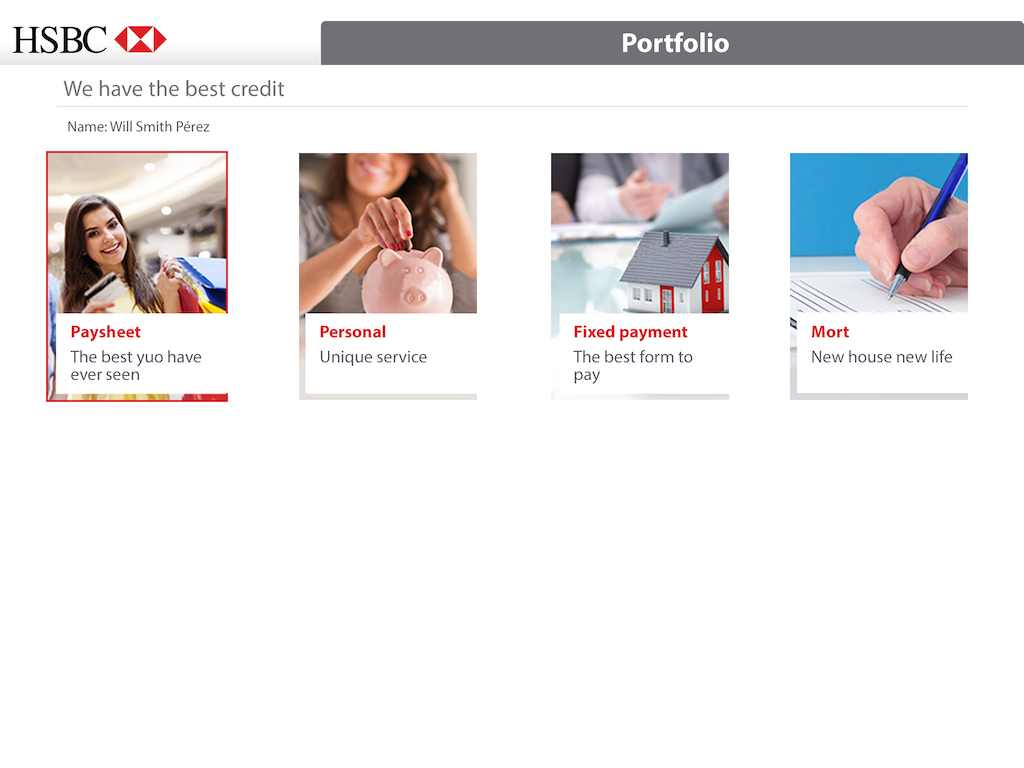 HSBC
Portfolio
We have the best credit
Name: Will Smith Pérez
Paysheet
The best yuo have
ever seen
Personal
Unique service
Fixed payment
The best form to
pay
Mort
New house new life